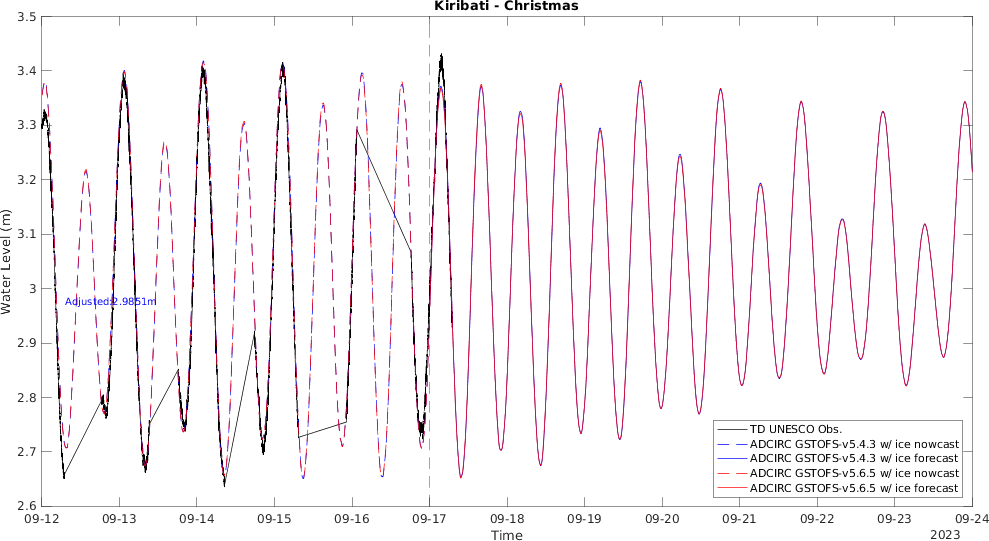 Kiribati - Christmas
3.5
3.4
3.3
3.2
3.1
3
2.9
2.8
2.7
2.6
Water Level (m)
Adjusted:2.9851m
TD UNESCO Obs.
ADCIRC GSTOFS-v5.4.3 w/ ice nowcast
ADCIRC GSTOFS-v5.4.3 w/ ice forecast
ADCIRC GSTOFS-v5.6.5 w/ ice nowcast
ADCIRC GSTOFS-v5.6.5 w/ ice forecast
09-12 09-13 09-14 09-15 09-16 09-17 09-18 09-19 09-20 09-21 09-22 09-23 09-24
Time
2023